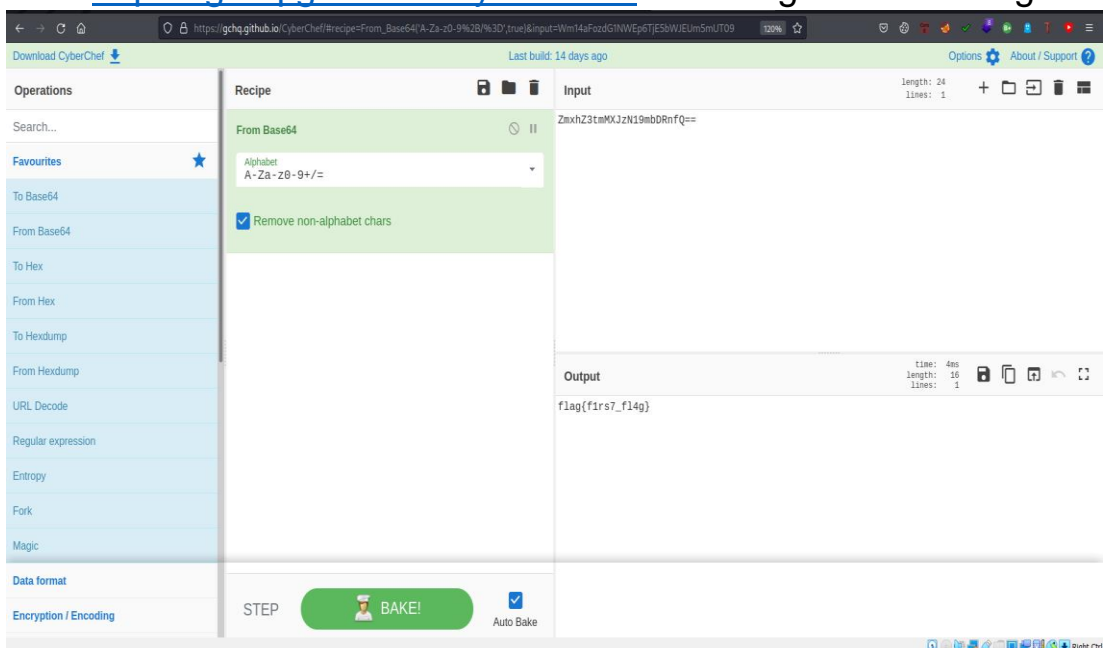 https://gchq.github.io/CyberChef/#recipe=From_Base64('A-Za-z0-9%2B/%3D',true)&input=Wm14aFozdG1NWEp6TjE5bWJEUm5mUT09
120%
Download CyberChef
Last build: 14 days ago
Options
About / Support
Operations
Recipe
Input
length: 24
lines: 1
Search...
From Base64
ZmxhZ3tmMXJzN19mbDRnfQ==
Favourites
Alphabet
A-Za-z0-9+/=
To Base64
Remove non-alphabet chars
From Base64
To Hex
From Hex
To Hexdump
From Hexdump
Output
time: 4ms
length: 16
lines: 1
URL Decode
flag{f1rs7_fl4g}
Regular expression
Entropy
Fork
Magic
Data format
Encryption / Encoding
STEP
BAKE!
Auto Bake
Right Ctrl